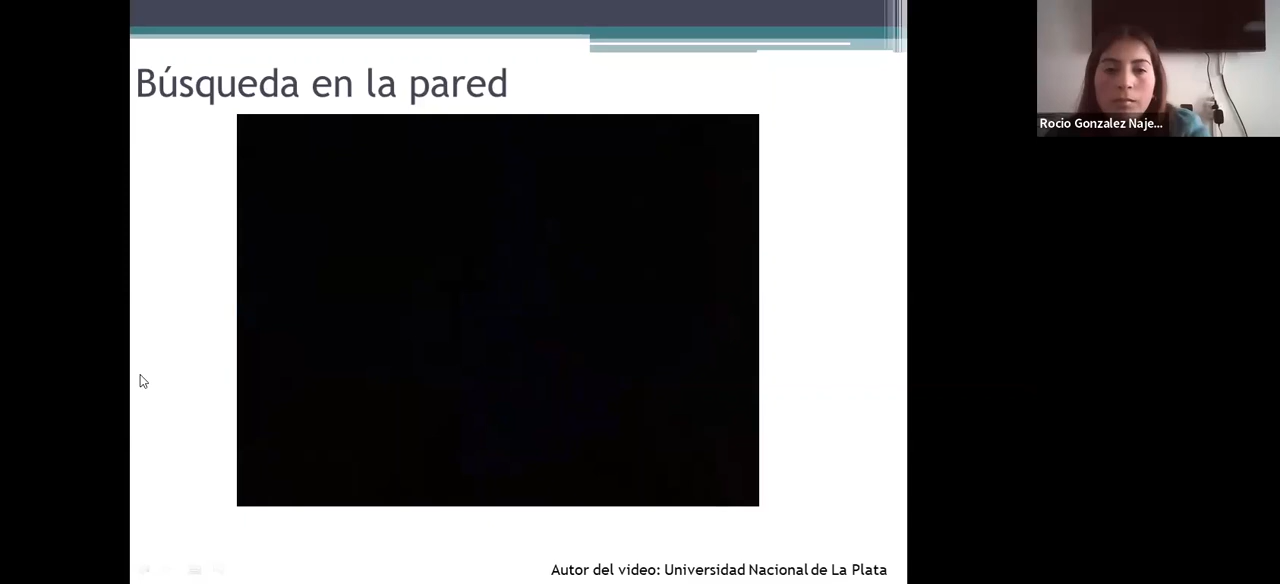 Búsqueda en la pared
Rocio Gonzalez Naje...
Autor del video: Universidad Nacional de La Plata